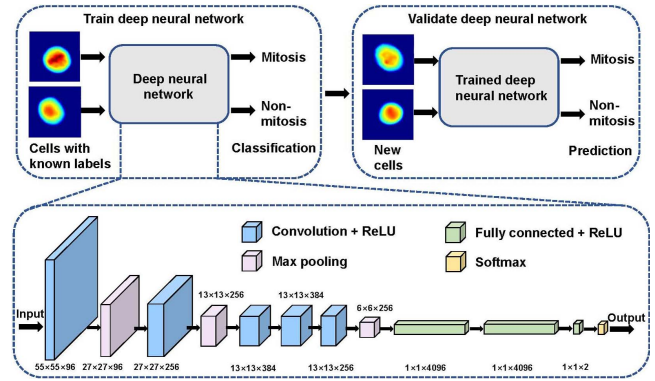 Train deep neural network
Deep neural
network
Mitosis
Non-
mitosis
Cells with
known labels
Classification
Validate deep neural network
Trained deep
neural network
Mitosis
Non-
mitosis
New
cells
Prediction
Convolution + ReLU
Fully connected + ReLU
Max pooling
Softmax
Input
55×55×96
27×27×96
27×27×256
13×13×256
13×13×384
13×13×384
13×13×256
6×6×256
1×1×4096
1×1×4096
1×1×2
Output